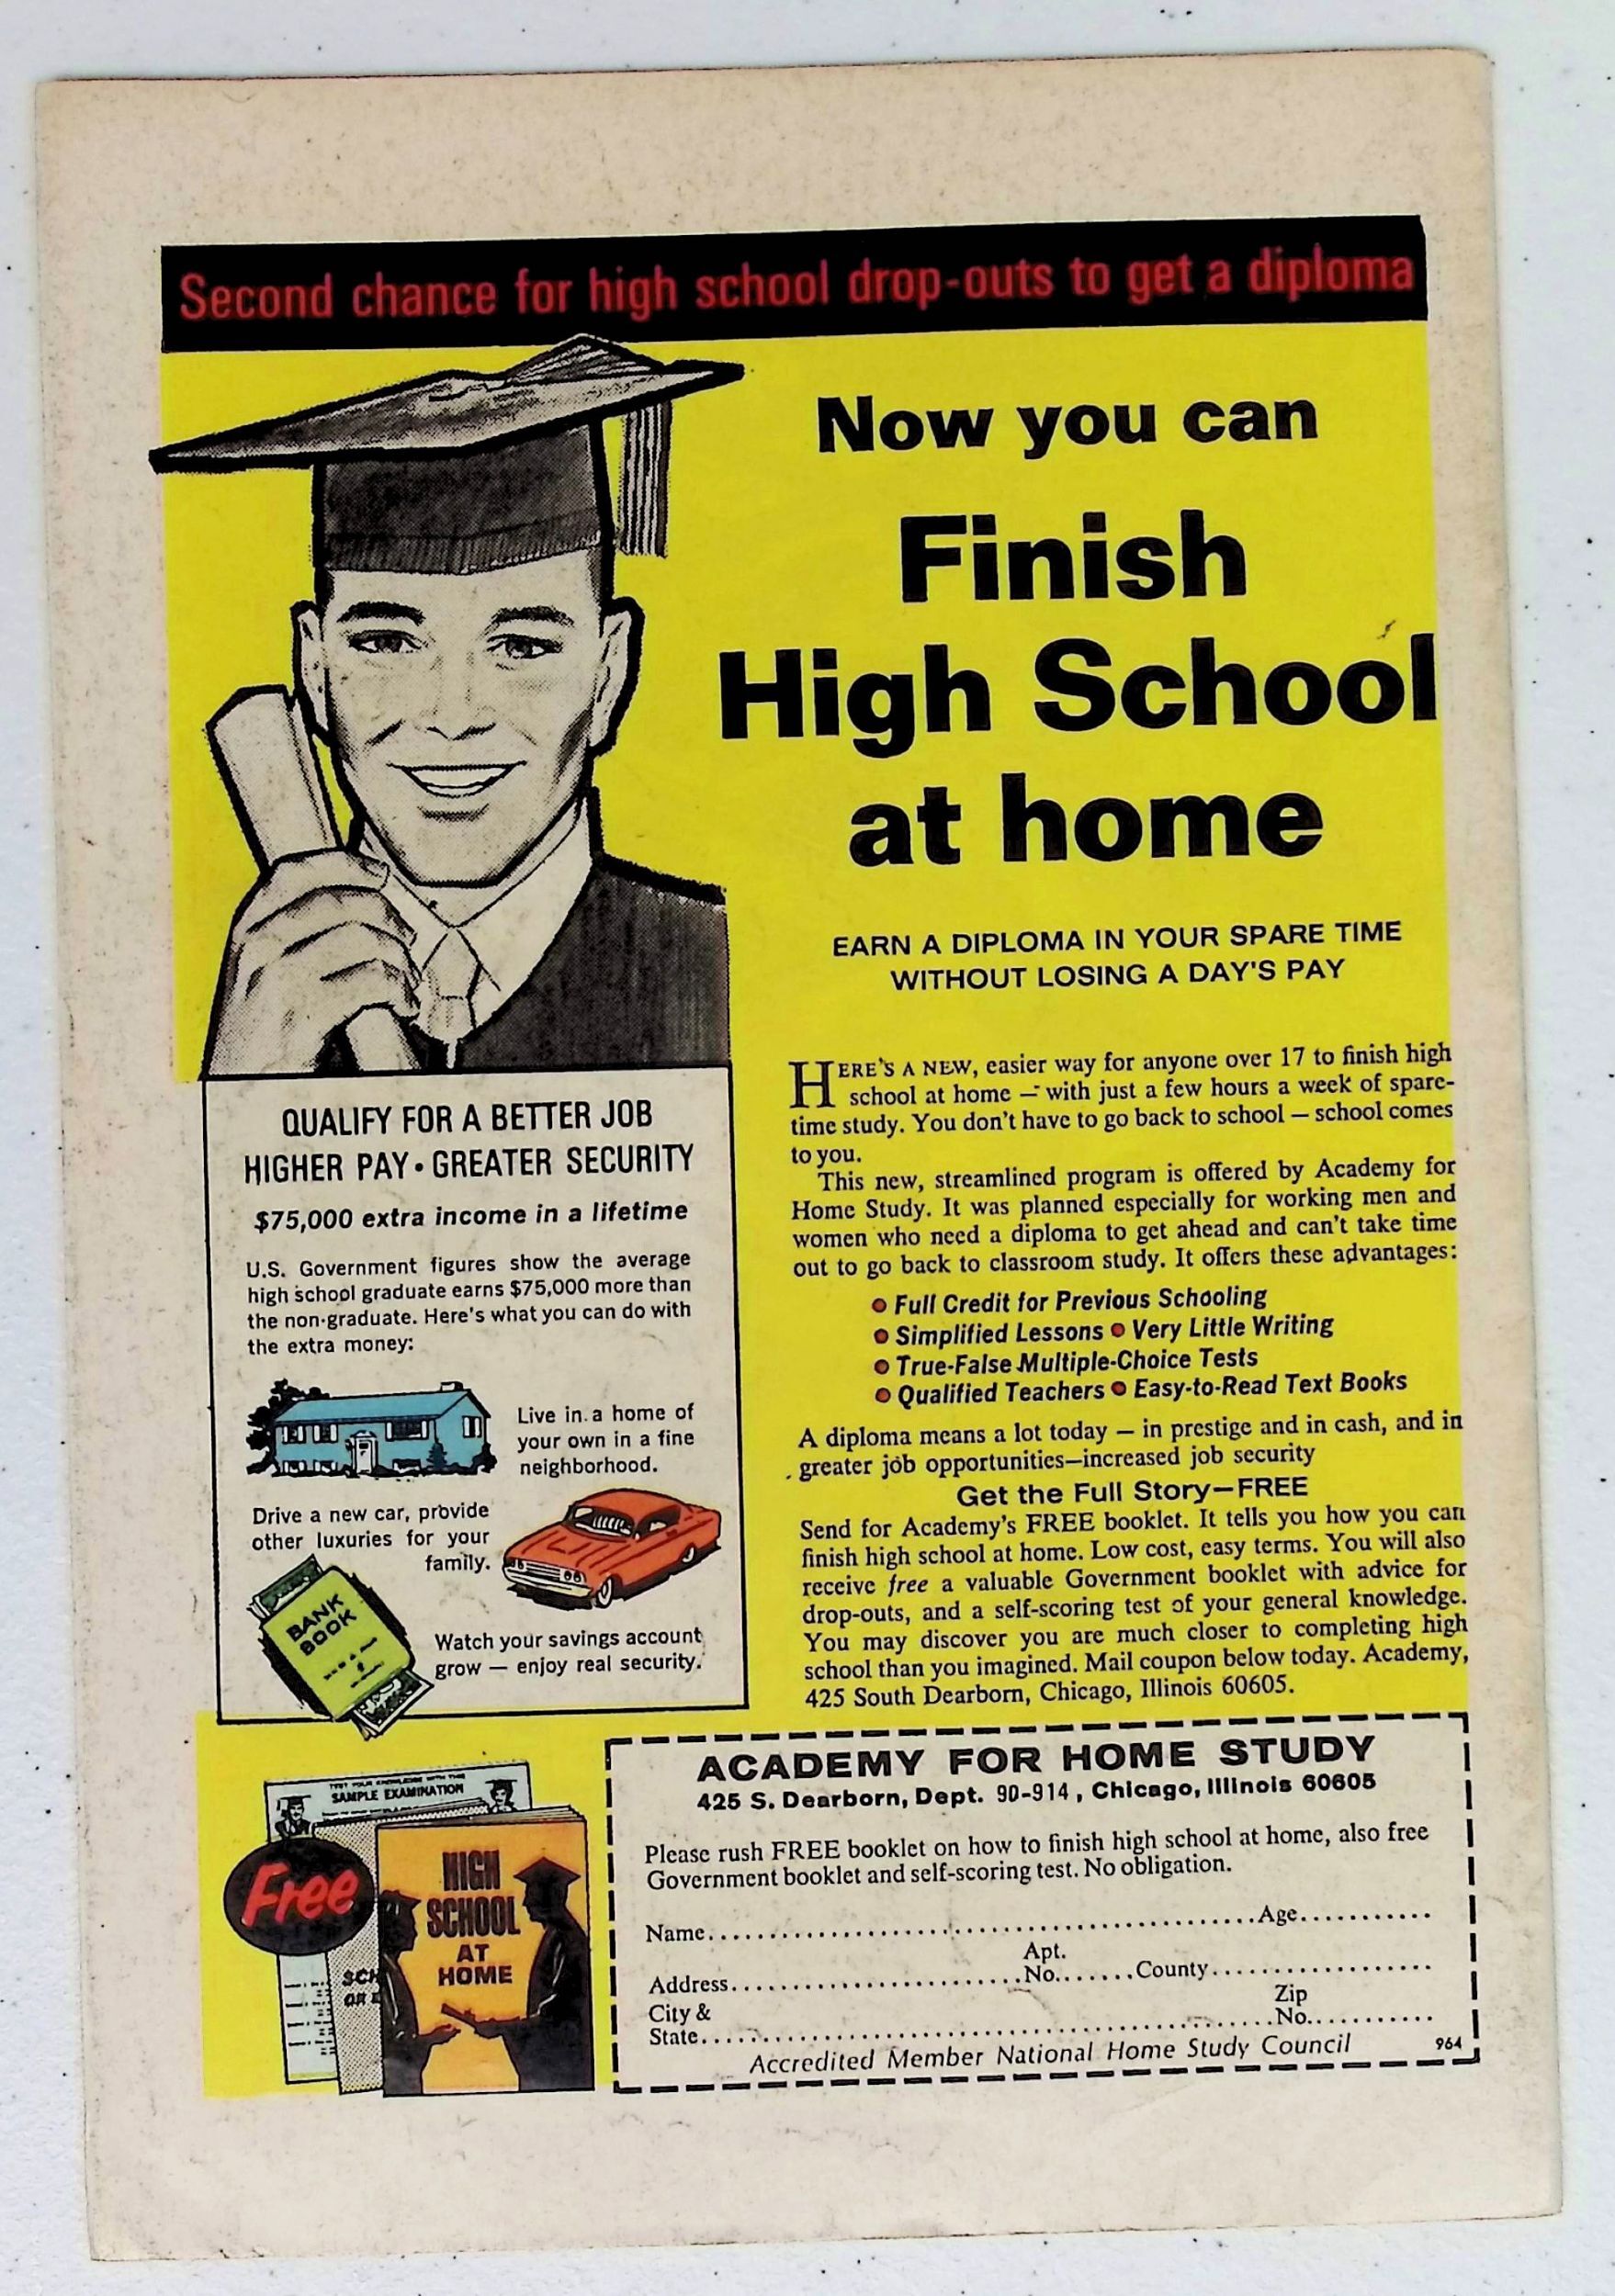 Second chance for high school drop-outs to get a diploma
Now you can
Finish
High School
at home
EARN A DIPLOMA IN YOUR SPARE TIME
WITHOUT LOSING A DAY'S PAY
HERE'S A NEW, easier way for anyone over 17 to finish high
school at home — with just a few hours a week of spare-
time study. You don't have to go back to school — school comes
to you.
This new, streamlined program is offered by Academy for
Home Study. It was planned especially for working men and
women who need a diploma to get ahead and can't take time
out to go back to classroom study. It offers these advantages:
• Full Credit for Previous Schooling
• Simplified Lessons • Very Little Writing
• True-False Multiple-Choice Tests
• Qualified Teachers • Easy-to-Read Text Books
A diploma means a lot today — in prestige and in cash, and in
greater job opportunities—increased job security
Get the Full Story—FREE
Send for Academy's FREE booklet. It tells you how you can
finish high school at home. Low cost, easy terms. You will also
receive free a valuable Government booklet with advice for
drop-outs, and a self-scoring test of your general knowledge.
You may discover you are much closer to completing high
school than you imagined. Mail coupon below today. Academy,
425 South Dearborn, Chicago, Illinois 60605.
QUALIFY FOR A BETTER JOB
HIGHER PAY • GREATER SECURITY
$75,000 extra income in a lifetime
U.S. Government figures show the average
high school graduate earns $75,000 more than
the non-graduate. Here's what you can do with
the extra money:
Live in a home of
your own in a fine
neighborhood.
Drive a new car, provide
other luxuries for your
family.
BANK
BOOK
Watch your savings account
grow — enjoy real security.
TEST YOUR KNOWLEDGE WITH THIS
SAMPLE EXAMINATION
Free
HIGH
SCHOOL
AT
HOME
SCH
OR
ACADEMY FOR HOME STUDY
425 S. Dearborn, Dept. 90-914, Chicago, Illinois 60605
Please rush FREE booklet on how to finish high school at home, also free
Government booklet and self-scoring test. No obligation.
Name..........Age..........
Apt.
Address..........No.......County..........
City & Zip
State..........No..........
Accredited Member National Home Study Council 964